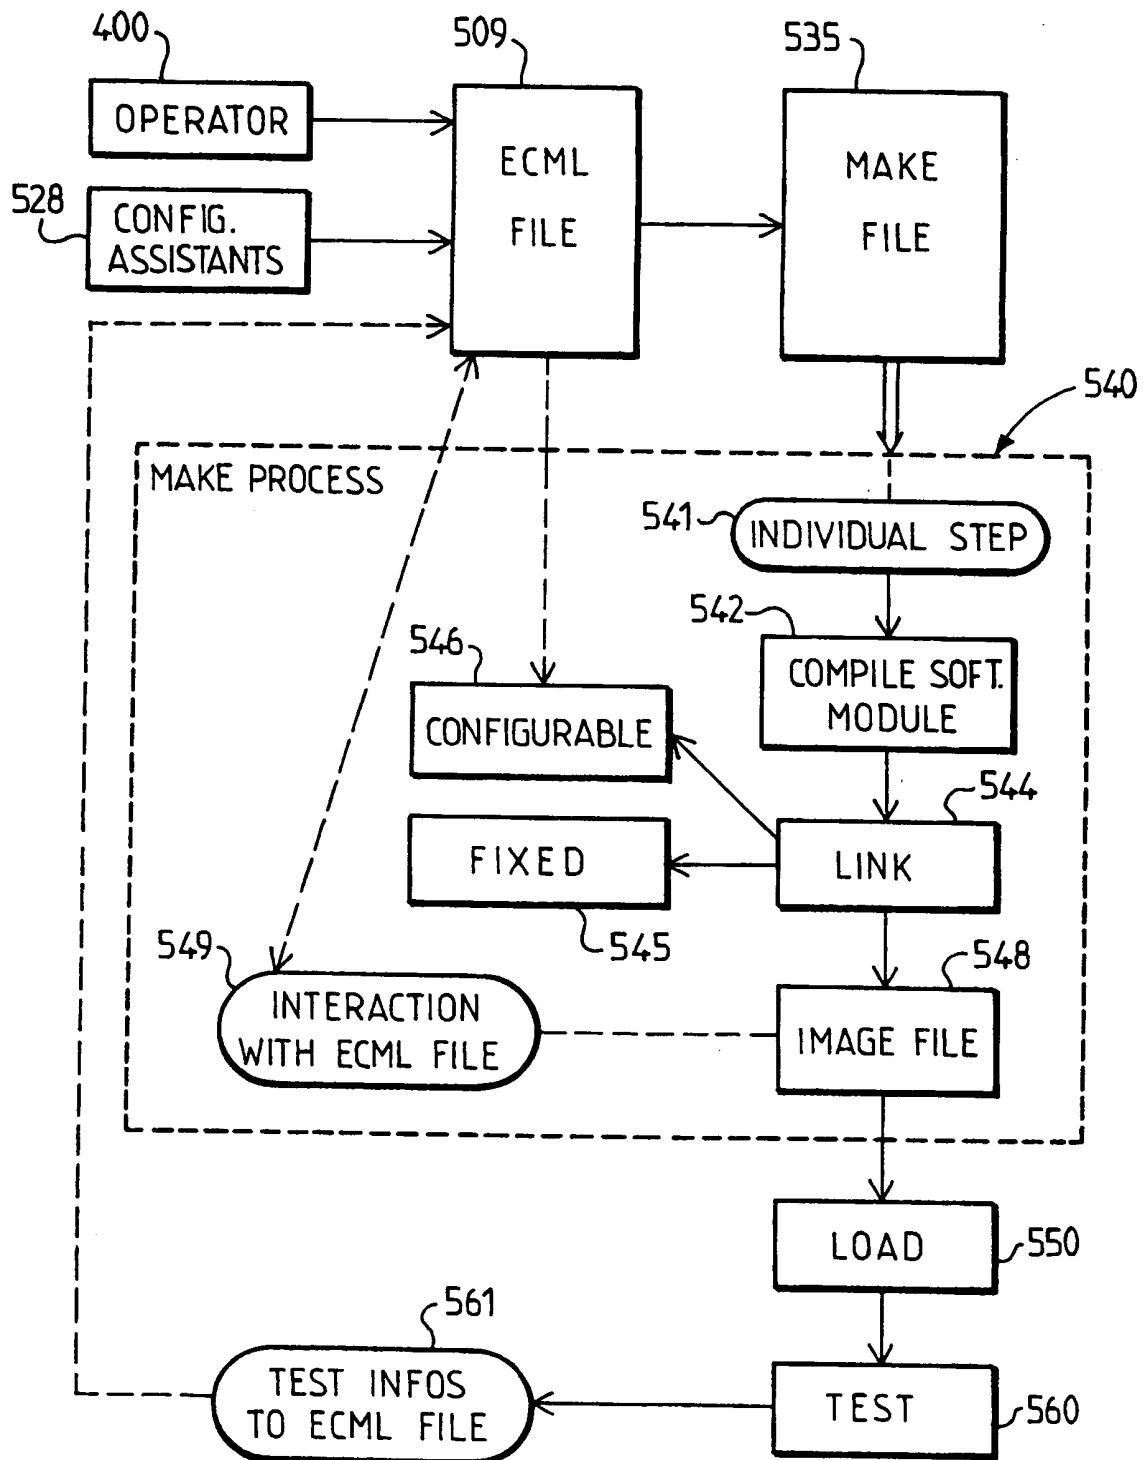 400
509
535
OPERATOR
ECML
FILE
MAKE
FILE
528
CONFIG.
ASSISTANTS
540
MAKE PROCESS
541
INDIVIDUAL STEP
542
COMPILE SOFT.
MODULE
546
CONFIGURABLE
544
LINK
FIXED
545
549
INTERACTION
WITH ECML FILE
548
IMAGE FILE
LOAD
550
561
TEST INFOS
TO ECML FILE
TEST
560